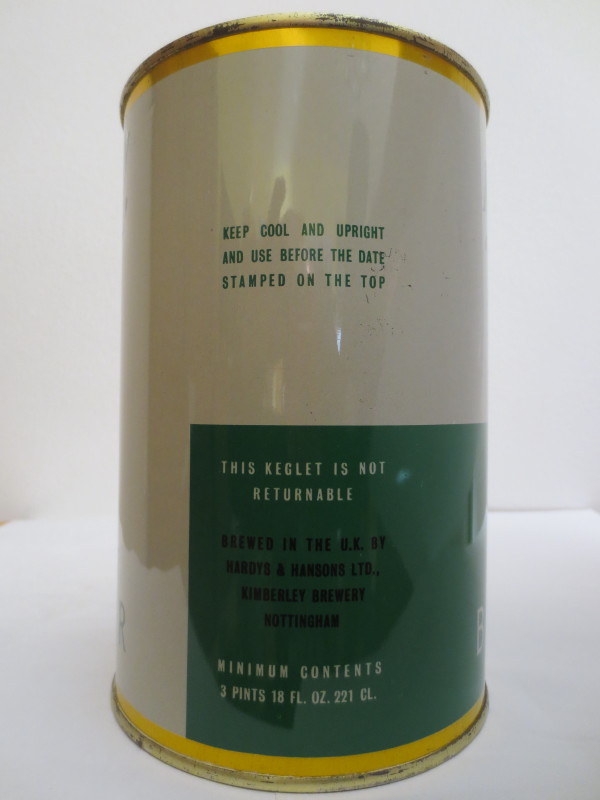 KEEP COOL AND UPRIGHT
AND USE BEFORE THE DATE
STAMPED ON THE TOP
THIS KEGLET IS NOT
RETURNABLE
BREWED IN THE U.K. BY
HARDYS & HANSONS LTD.,
KIMBERLEY BREWERY
NOTTINGHAM
MINIMUM CONTENTS
3 PINTS 18 FL. OZ. 221 CL.